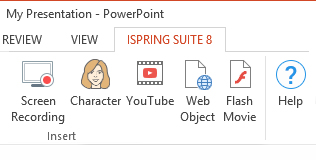 My Presentation - PowerPoint
REVIEW VIEW ISPRING SUITE 8
Screen Recording
Character
YouTube
Web Object
Flash Movie
Help
Insert